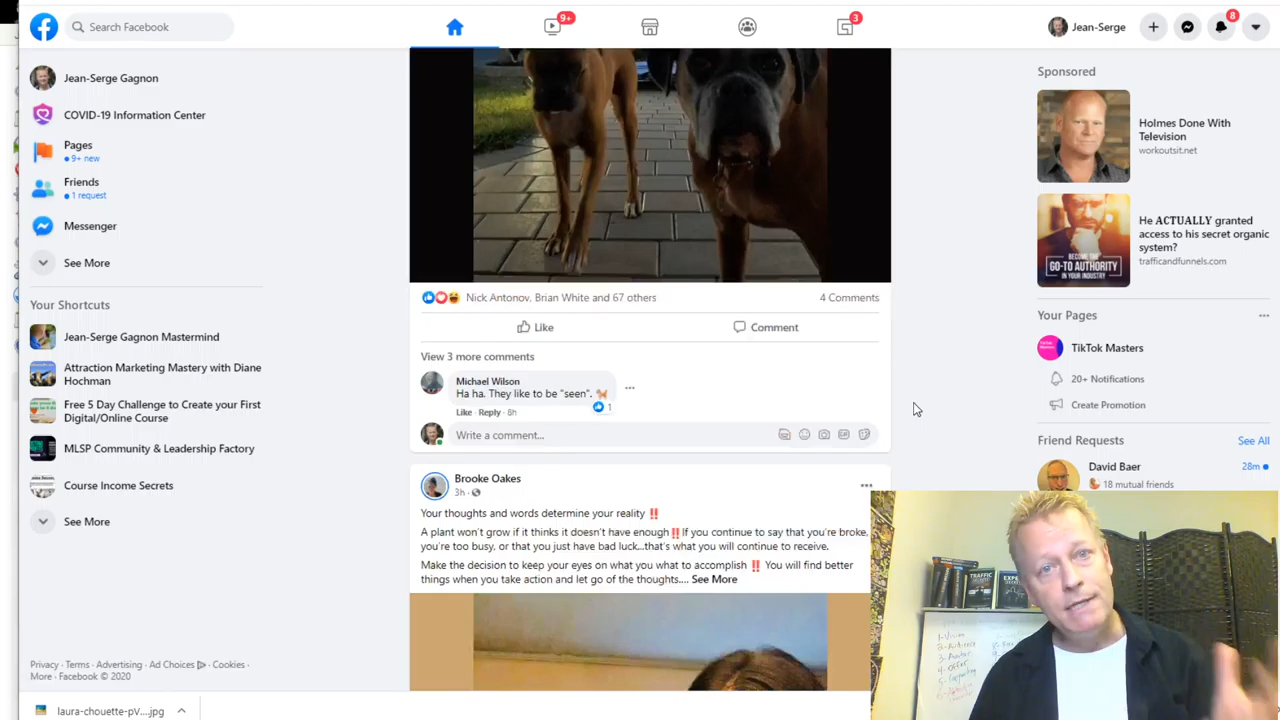 Search Facebook
9+
3
Jean-Serge
8
Jean-Serge Gagnon
COVID-19 Information Center
Pages
9+ new
Friends
1 request
Messenger
See More
Your Shortcuts
Jean-Serge Gagnon Mastermind
Attraction Marketing Mastery with Diane
Hochman
Free 5 Day Challenge to Create your First
Digital/Online Course
MLSP Community & Leadership Factory
Course Income Secrets
See More
Privacy · Terms · Advertising · Ad Choices · Cookies ·
More · Facebook © 2020
laura-chouette-pV....jpg
Nick Antonov, Brian White and 67 others
4 Comments
Like
Comment
View 3 more comments
Michael Wilson
Ha ha. They like to be "seen".
1
Like · Reply · 8h
Write a comment...
Brooke Oakes
3h ·
Your thoughts and words determine your reality ‼️
A plant won't grow if it thinks it doesn't have enough‼️If you continue to say that you're broke,
you're too busy, or that you just have bad luck...that's what you will continue to receive.
Make the decision to keep your eyes on what you what to accomplish ‼️ You will find better
things when you take action and let go of the thoughts.... See More
Sponsored
Holmes Done With
Television
workoutsit.net
He ACTUALLY granted
access to his secret organic
system?
trafficandfunnels.com
BECOME THE
GO-TO AUTHORITY
IN YOUR INDUSTRY
Your Pages
TikTok Masters
20+ Notifications
Create Promotion
Friend Requests
See All
David Baer
28m
18 mutual friends
TRAFFIC
1-Vision
2-Audience
4-Offer